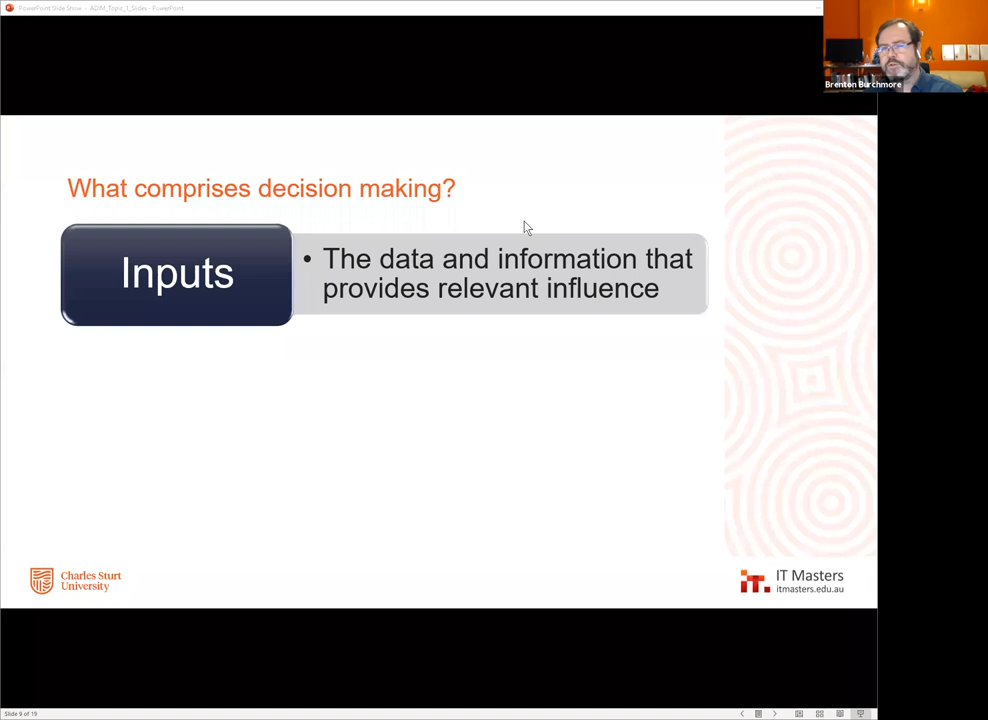 PowerPoint Slide Show - ADIM_Topic_1_Slides - PowerPoint
Brenton Burchmore
What comprises decision making?
Inputs
• The data and information that
provides relevant influence
Charles Sturt
University
IT Masters
itmasters.edu.au
Slide 9 of 19